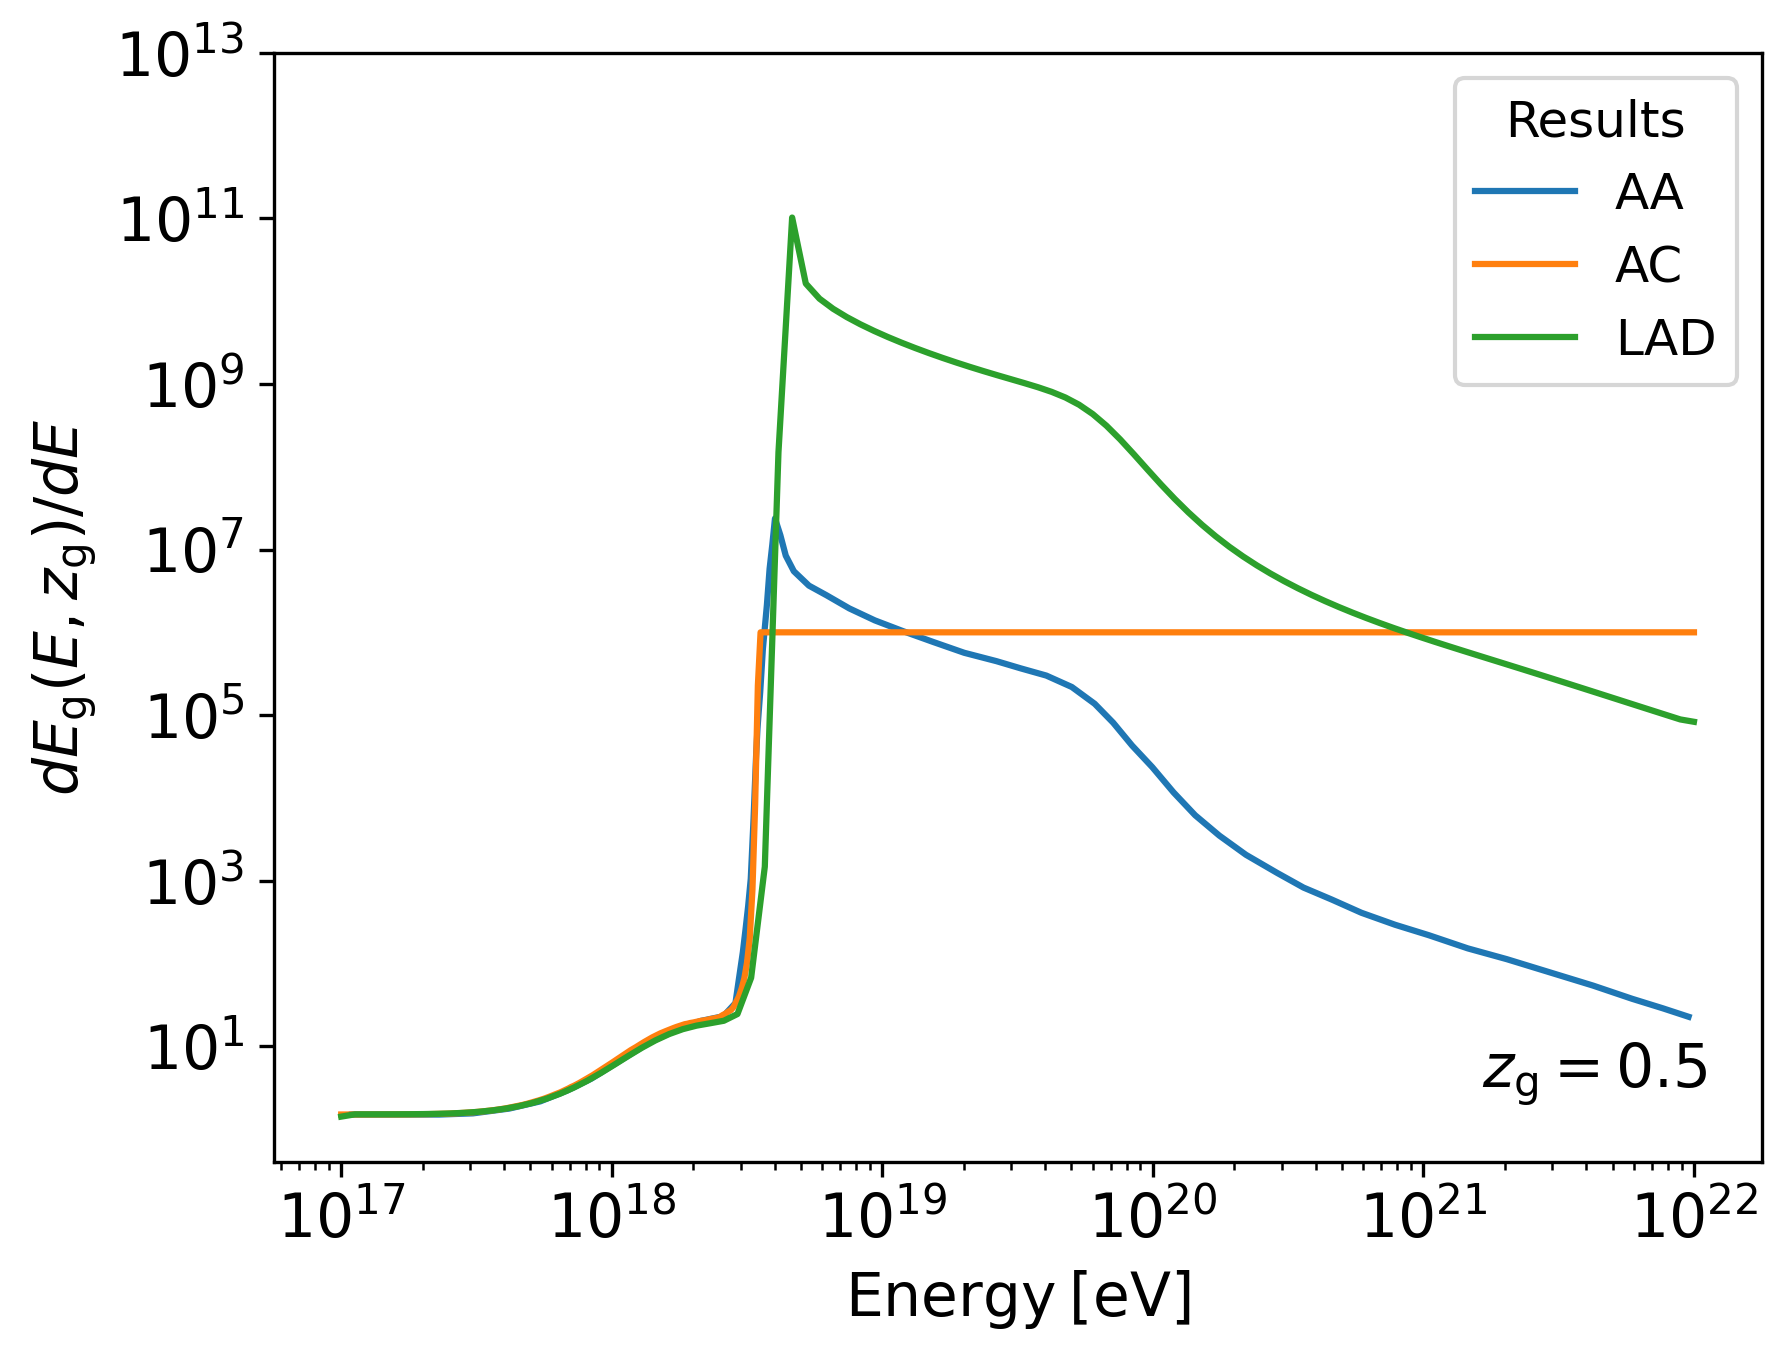 10^13
10^11
10^9
10^7
10^5
10^3
10^1
dE_g(E, z_g)/dE
Results
AA
AC
LAD
z_g = 0.5
10^17 10^18 10^19 10^20 10^21 10^22
Energy [eV]